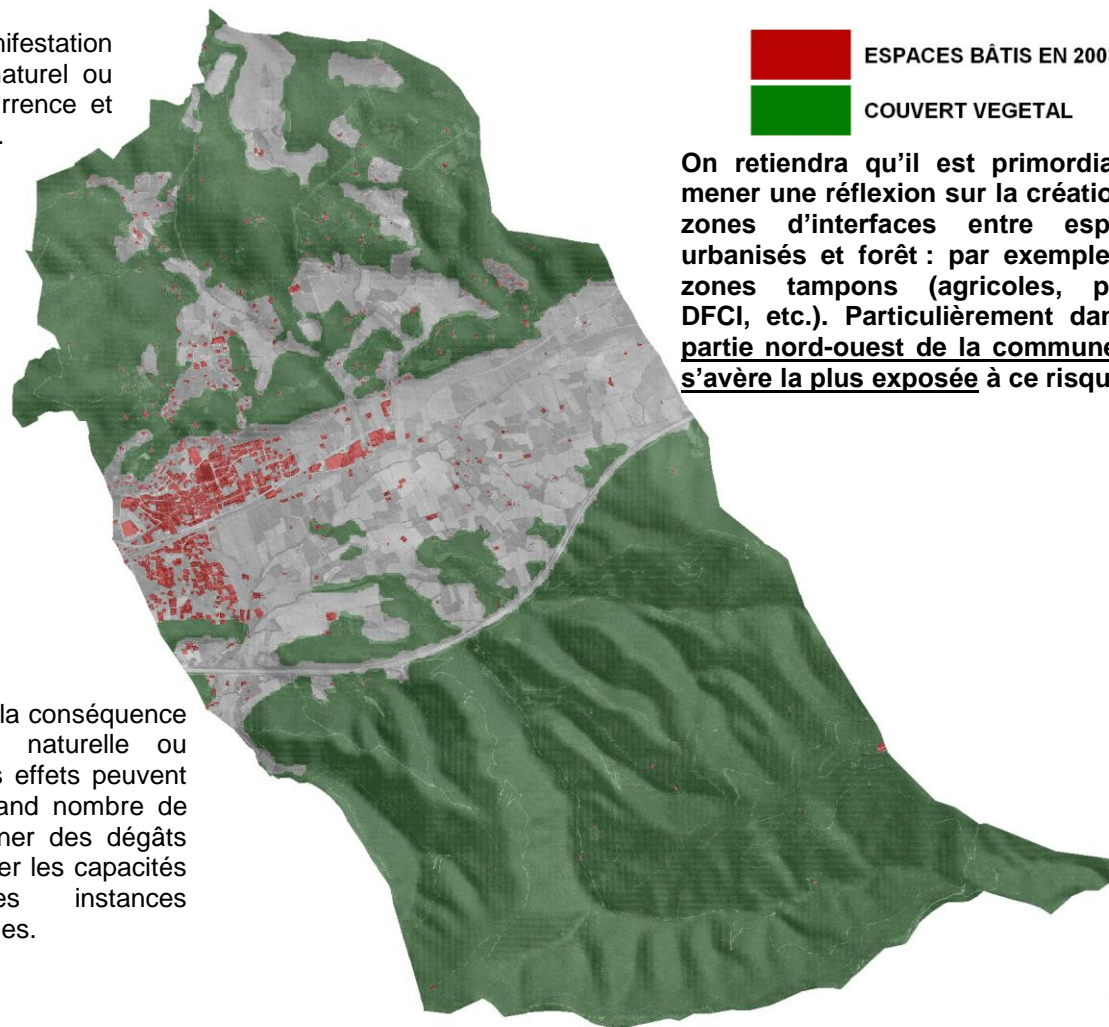 nifestation
naturel ou
rrence et
.
ESPACES BÂTIS EN 200
COUVERT VEGETAL
On retiendra qu'il est primordia
mener une réflexion sur la création
zones d'interfaces entre esp
urbanisés et forêt : par exemple
zones tampons (agricoles, p
DFCI, etc.). Particulièrement dan
partie nord-ouest de la commune
s'avère la plus exposée à ce risqu
la conséquence
naturelle ou
s effets peuvent
and nombre de
ner des dégâts
er les capacités
es instances
es.